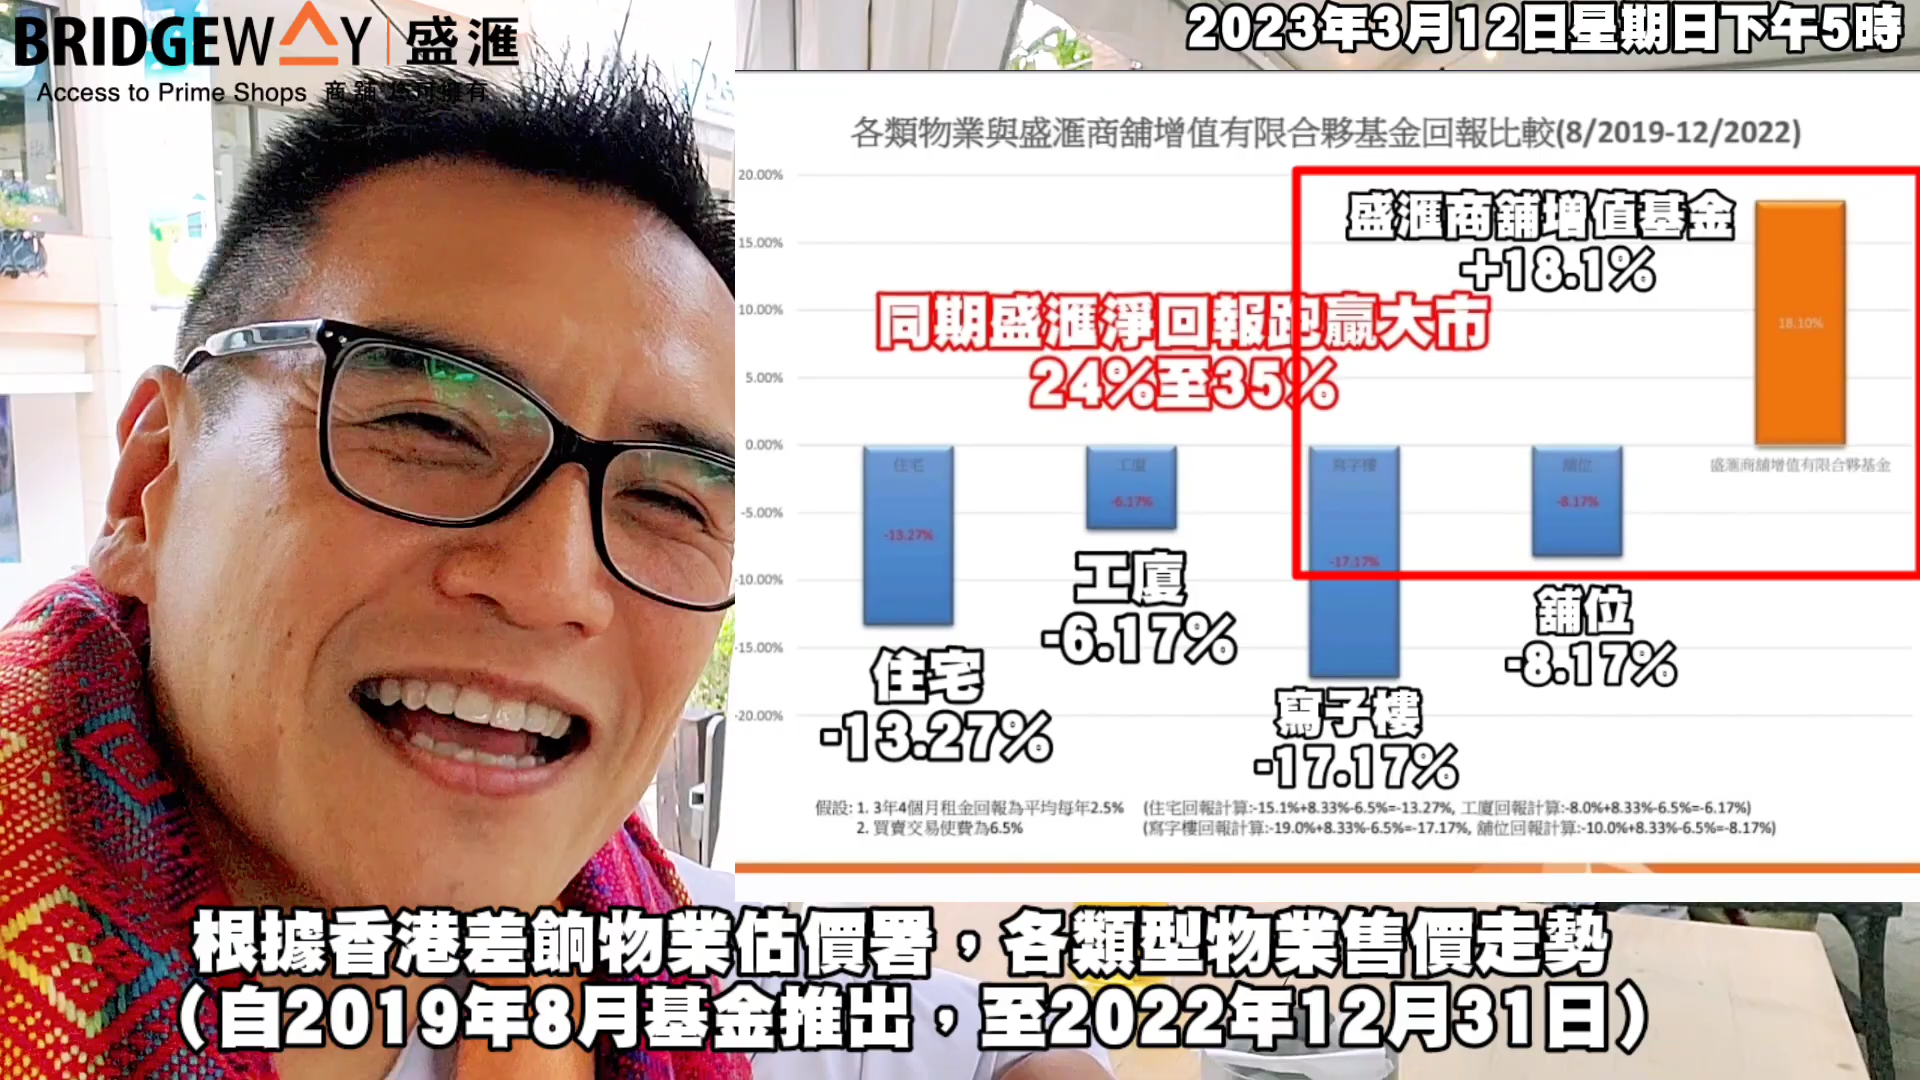 BRIDGEWAY | 盛滙
Access to Prime Shops 商舖 您可擁有
2023年3月12日星期日下午5時
各類物業與盛滙商舖增值有限合夥基金回報比較(8/2019-12/2022)
20.00%
15.00%
10.00%
5.00%
0.00%
-5.00%
-10.00%
-15.00%
-20.00%
盛滙商舖增值基金
+18.1%
18.10%
同期盛滙淨回報跑贏大市
24%至35%
住宅
工廈
寫字樓
舖位
盛滙商舖增值有限合夥基金
-13.27%
-6.17%
-17.17%
-8.17%
工廈
-6.17%
舖位
-8.17%
住宅
-13.27%
寫子樓
-17.17%
假設: 1. 3年4個月租金回報為平均每年2.5% (住宅回報計算:-15.1%+8.33%-6.5%=-13.27%, 工廈回報計算:-8.0%+8.33%-6.5%=-6.17%)
2. 買賣交易使費為6.5% (寫字樓回報計算:-19.0%+8.33%-6.5%=-17.17%, 舖位回報計算:-10.0%+8.33-6.5%=-8.17%)
根據香港差餉物業估價署，各類型物業售價走勢
（自2019年8月基金推出，至2022年12月31日）